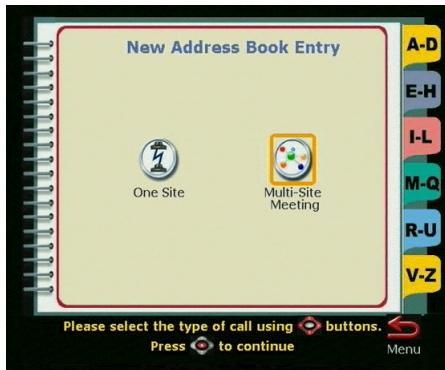 New Address Book Entry
A-D
E-H
I-L
M-Q
R-U
V-Z
One Site
Multi-Site
Meeting
Please select the type of call using buttons.
Press to continue
Menu